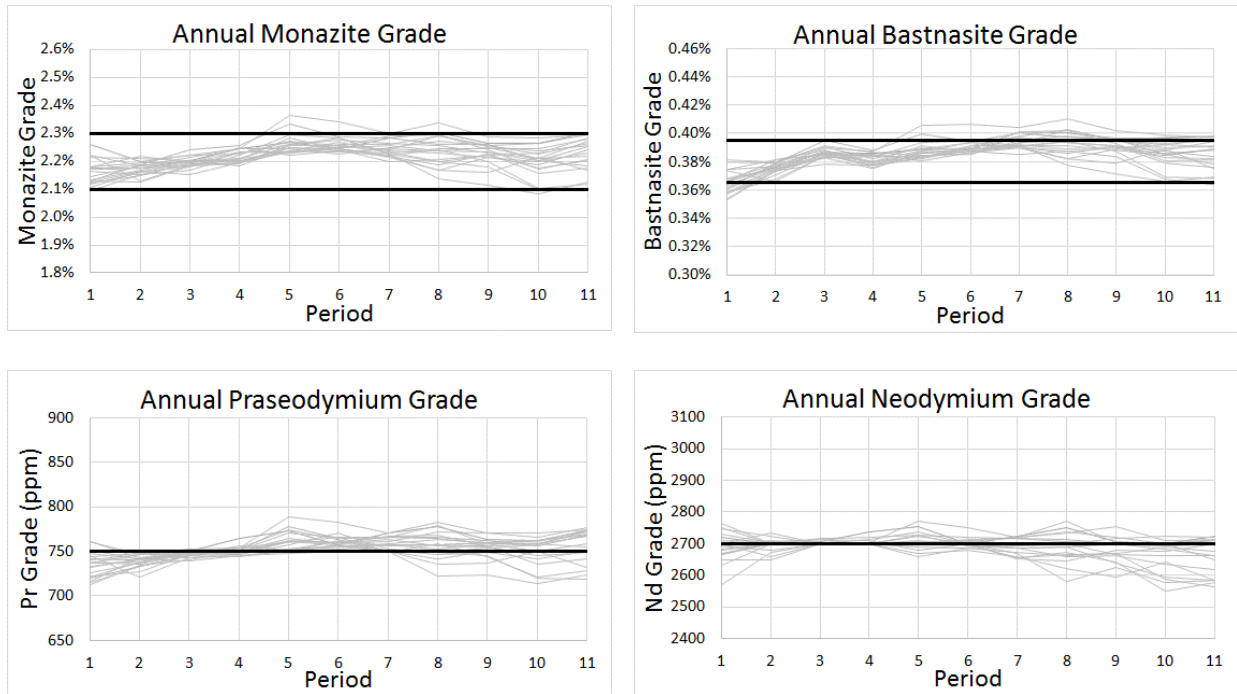 Annual Monazite Grade
Monazite Grade
2.6%
2.5%
2.4%
2.3%
2.2%
2.1%
2.0%
1.9%
1.8%
1 2 3 4 5 6 7 8 9 10 11
Period
Annual Bastnasite Grade
Bastnasite Grade
0.46%
0.44%
0.42%
0.40%
0.38%
0.36%
0.34%
0.32%
0.30%
1 2 3 4 5 6 7 8 9 10 11
Period
Annual Praseodymium Grade
Pr Grade (ppm)
900
850
800
750
700
650
1 2 3 4 5 6 7 8 9 10 11
Period
Annual Neodymium Grade
Nd Grade (ppm)
3100
3000
2900
2800
2700
2600
2500
2400
1 2 3 4 5 6 7 8 9 10 11
Period